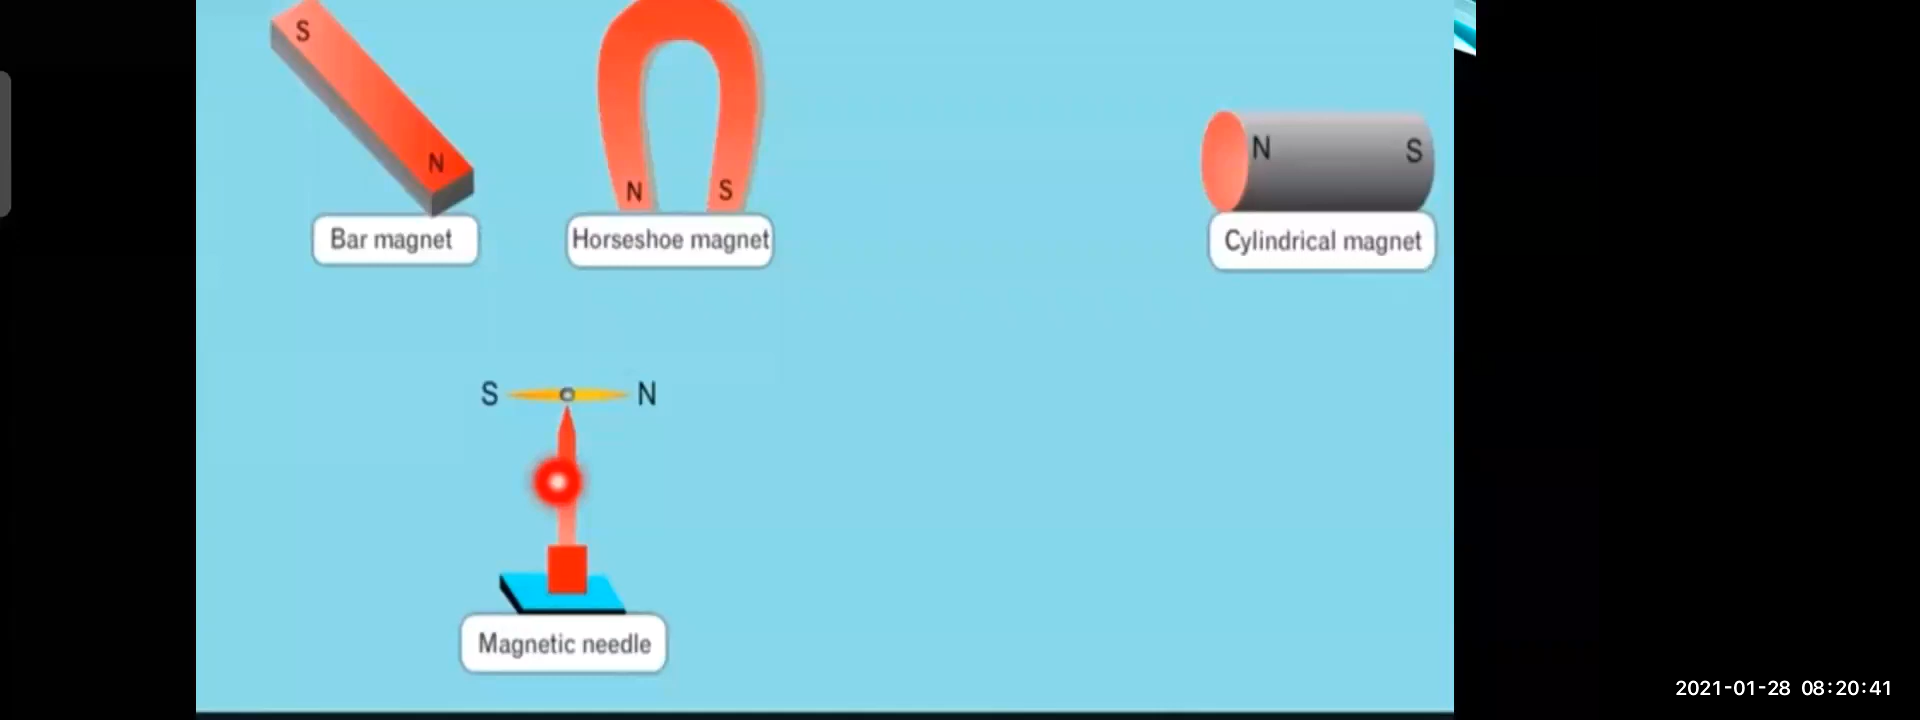 S
N
Bar magnet
N
S
Horseshoe magnet
N
S
Cylindrical magnet
S
N
Magnetic needle
2021-01-28 08:20:41